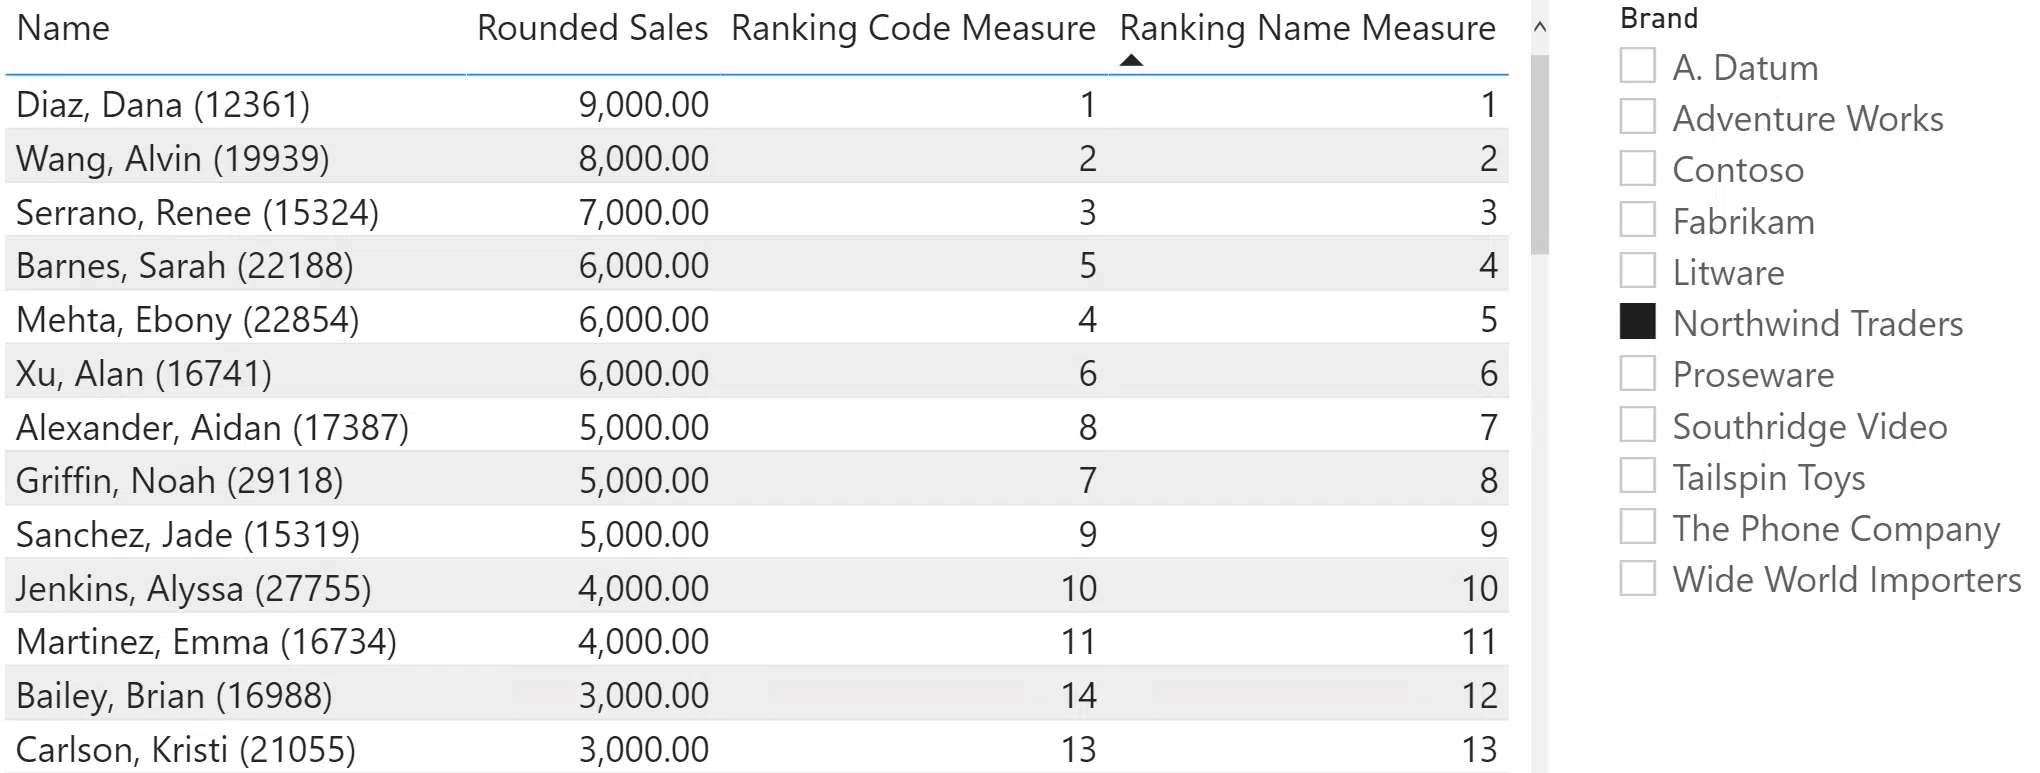 Name Rounded Sales Ranking Code Measure Ranking Name Measure
Diaz, Dana (12361) 9,000.00 1 1
Wang, Alvin (19939) 8,000.00 2 2
Serrano, Renee (15324) 7,000.00 3 3
Barnes, Sarah (22188) 6,000.00 5 4
Mehta, Ebony (22854) 6,000.00 4 5
Xu, Alan (16741) 6,000.00 6 6
Alexander, Aidan (17387) 5,000.00 8 7
Griffin, Noah (29118) 5,000.00 7 8
Sanchez, Jade (15319) 5,000.00 9 9
Jenkins, Alyssa (27755) 4,000.00 10 10
Martinez, Emma (16734) 4,000.00 11 11
Bailey, Brian (16988) 3,000.00 14 12
Carlson, Kristi (21055) 3,000.00 13 13
Brand
A. Datum
Adventure Works
Contoso
Fabrikam
Litware
Northwind Traders
Proseware
Southridge Video
Tailspin Toys
The Phone Company
Wide World Importers